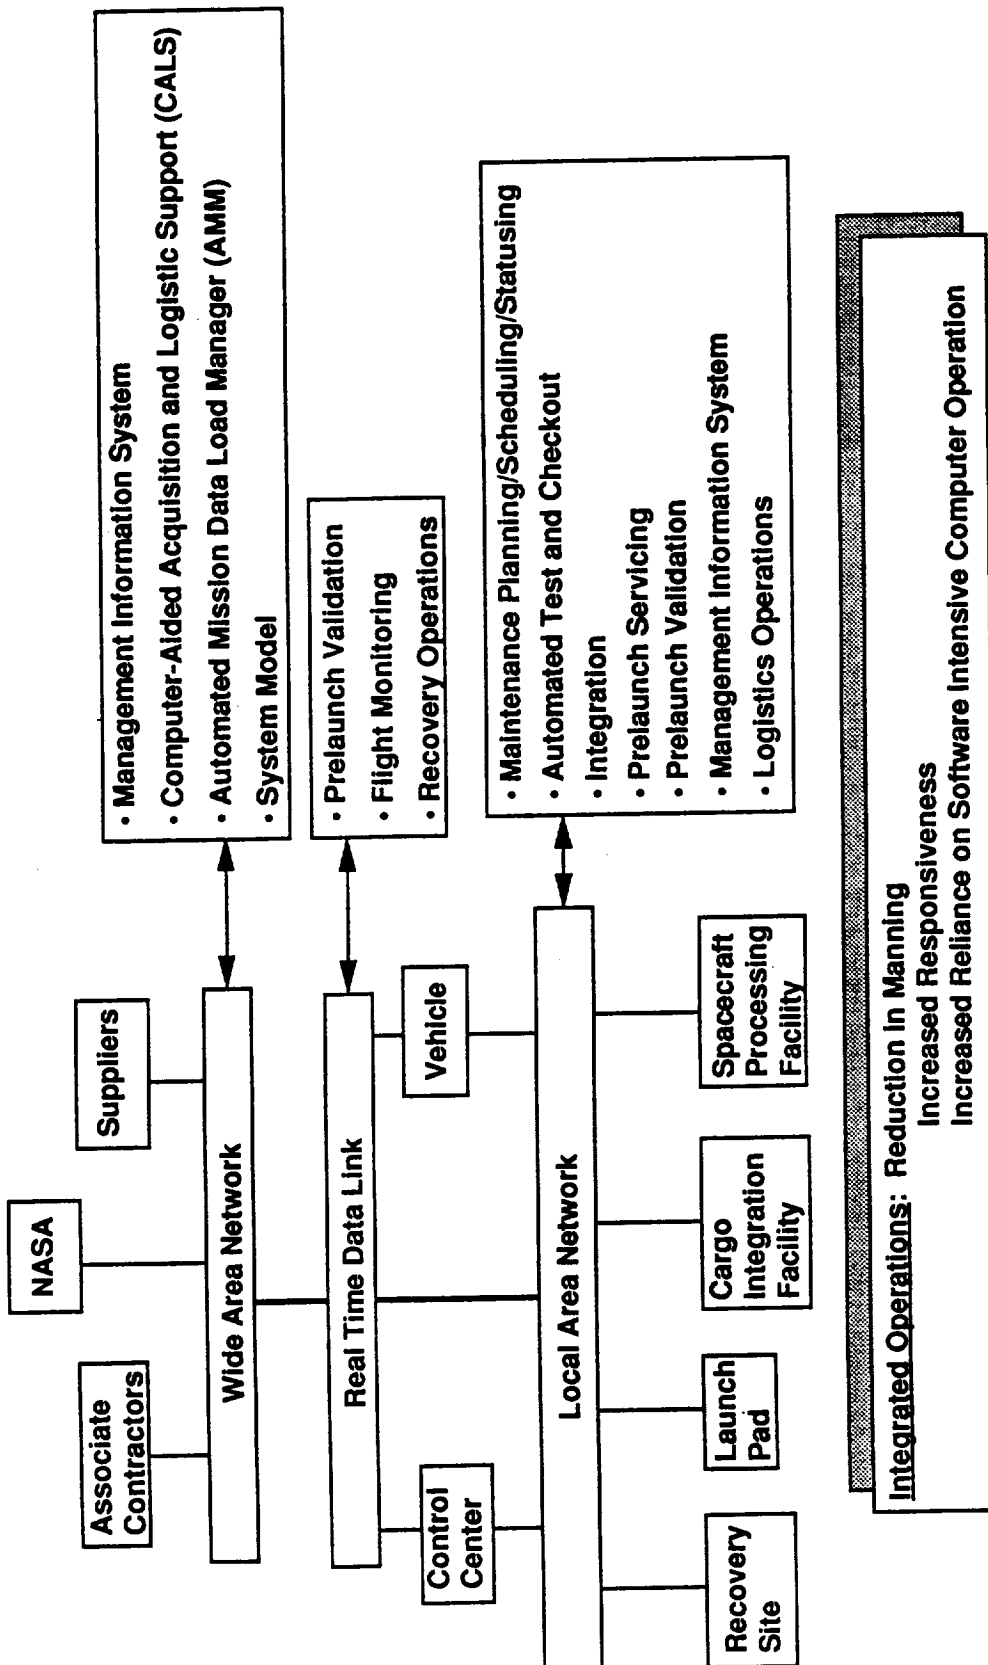 Associate
Contractors
NASA
Suppliers
Wide Area Network
• Management Information System
• Computer-Aided Acquisition and Logistic Support (CALS)
• Automated Mission Data Load Manager (AMM)
• System Model
Real Time Data Link
• Prelaunch Validation
• Flight Monitoring
• Recovery Operations
Control
Center
Vehicle
Local Area Network
• Maintenance Planning/Scheduling/Statusing
• Automated Test and Checkout
• Integration
• Prelaunch Servicing
• Prelaunch Validation
• Management Information System
• Logistics Operations
Recovery
Site
Launch
Pad
Cargo
Integration
Facility
Spacecraft
Processing
Facility
Integrated Operations: Reduction in Manning
Increased Responsiveness
Increased Reliance on Software Intensive Computer Operation